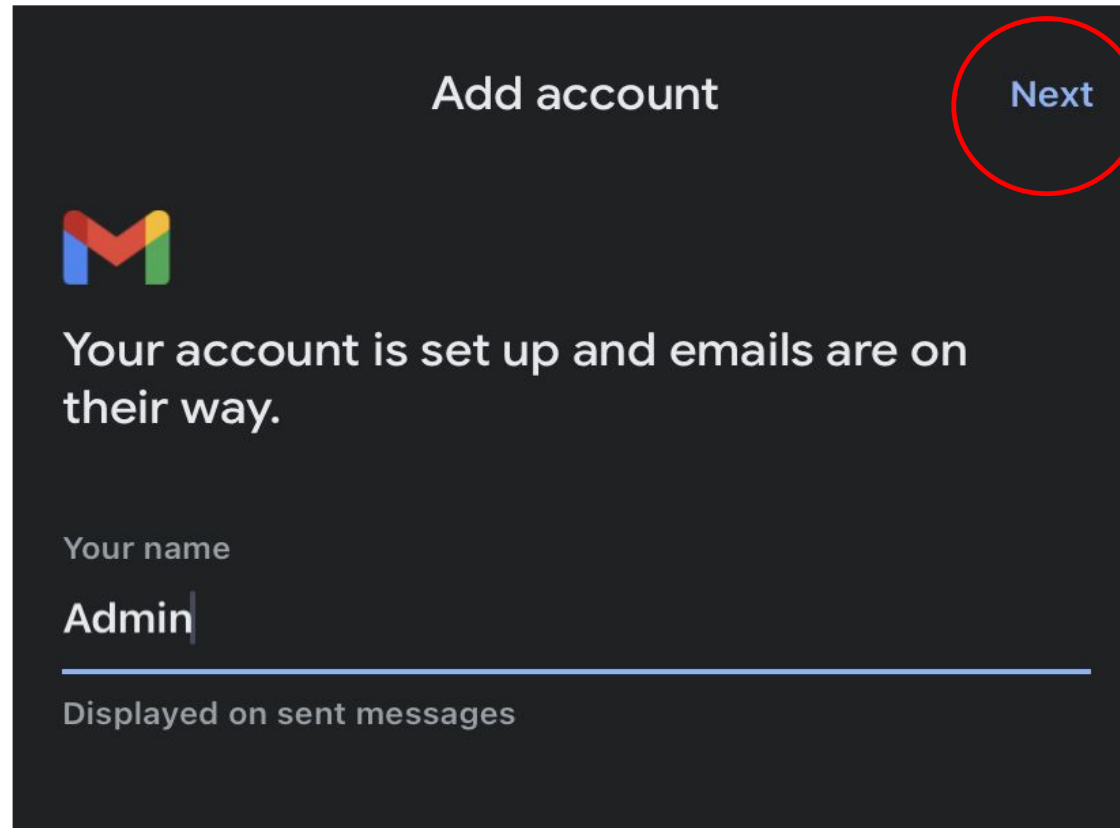 Add account
Next
Your account is set up and emails are on
their way.
Your name
Admin
Displayed on sent messages